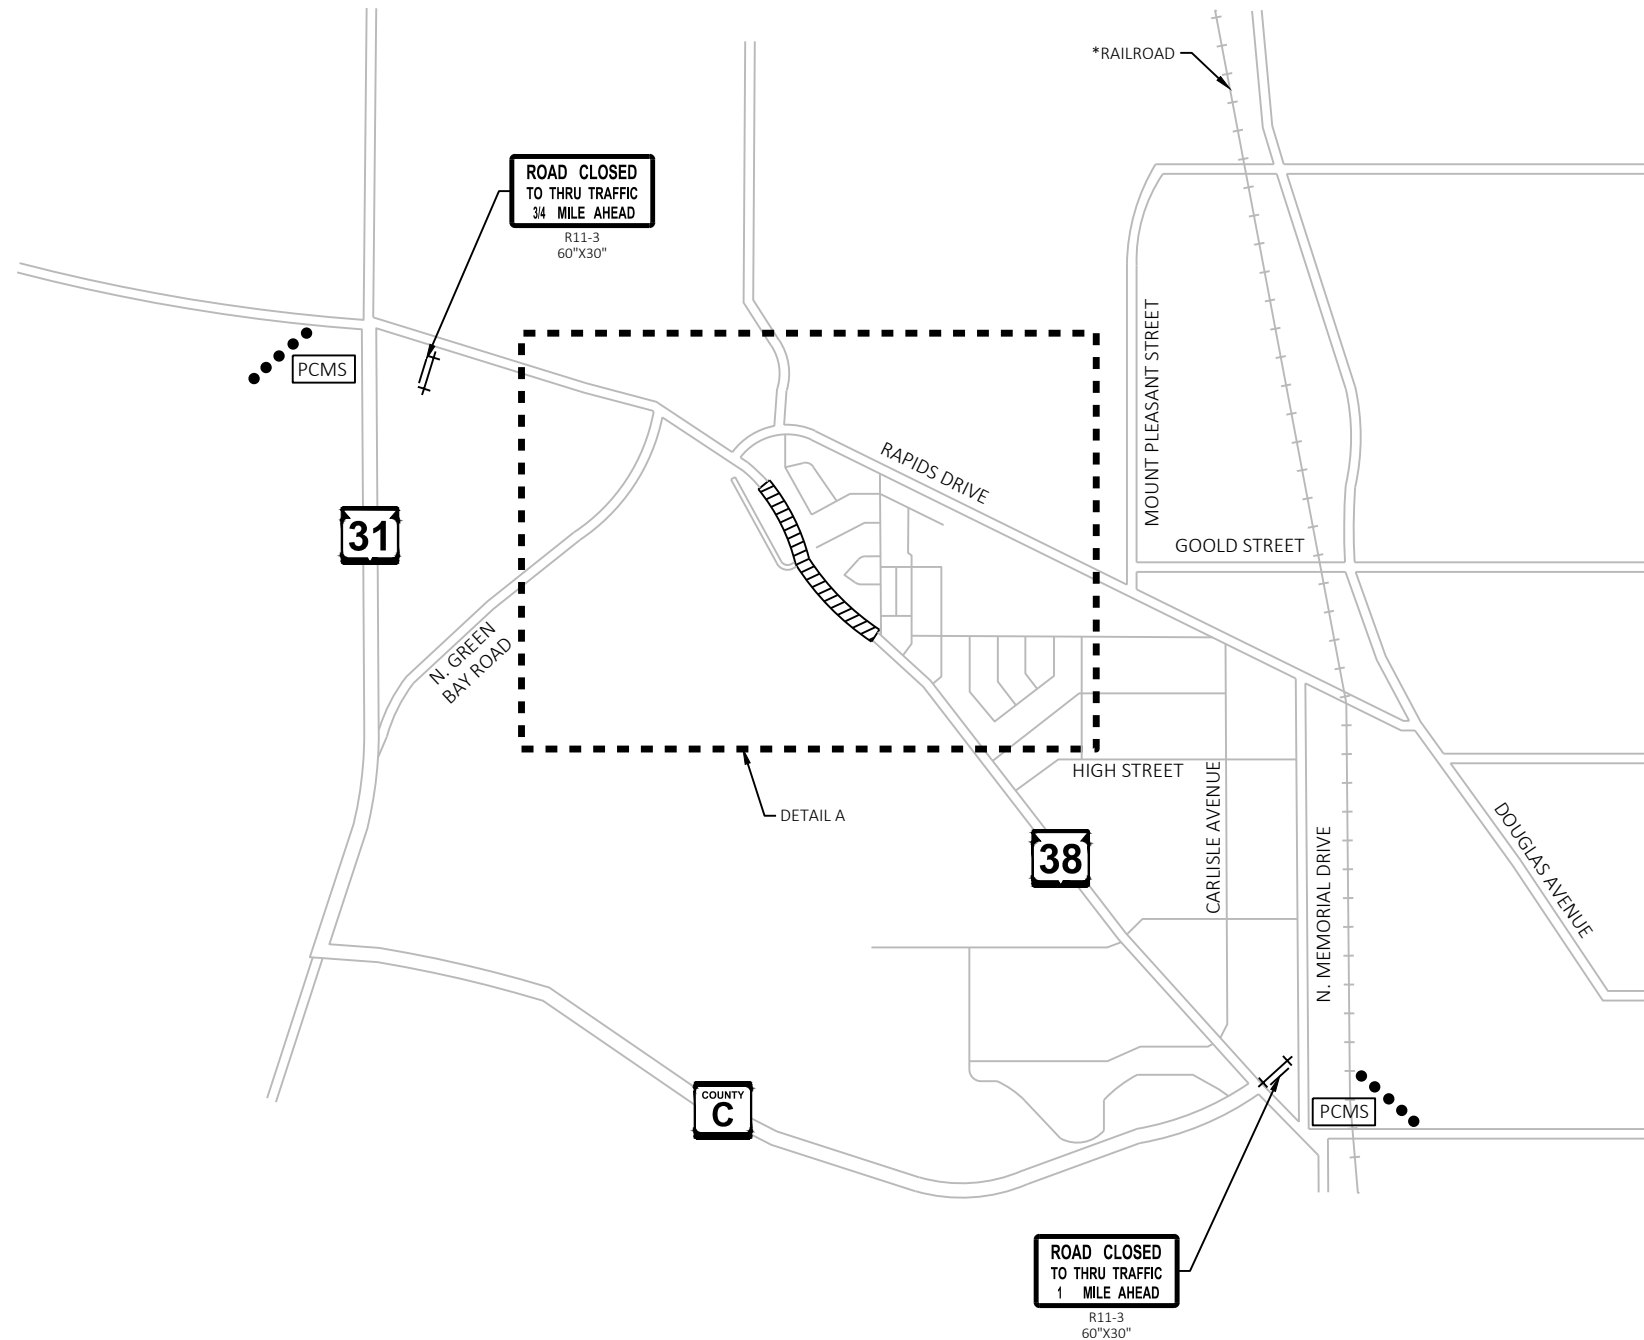 *RAILROAD
ROAD CLOSED
TO THRU TRAFFIC
3/4 MILE AHEAD
R11-3
60"X30"
PCMS
MOUNT PLEASANT STREET
RAPIDS DRIVE
31
GOOLD STREET
N. GREEN
BAY ROAD
HIGH STREET
DETAIL A
38
CARLISLE AVENUE
N. MEMORIAL DRIVE
DOUGLAS AVENUE
COUNTY
C
PCMS
ROAD CLOSED
TO THRU TRAFFIC
1 MILE AHEAD
R11-3
60"X30"